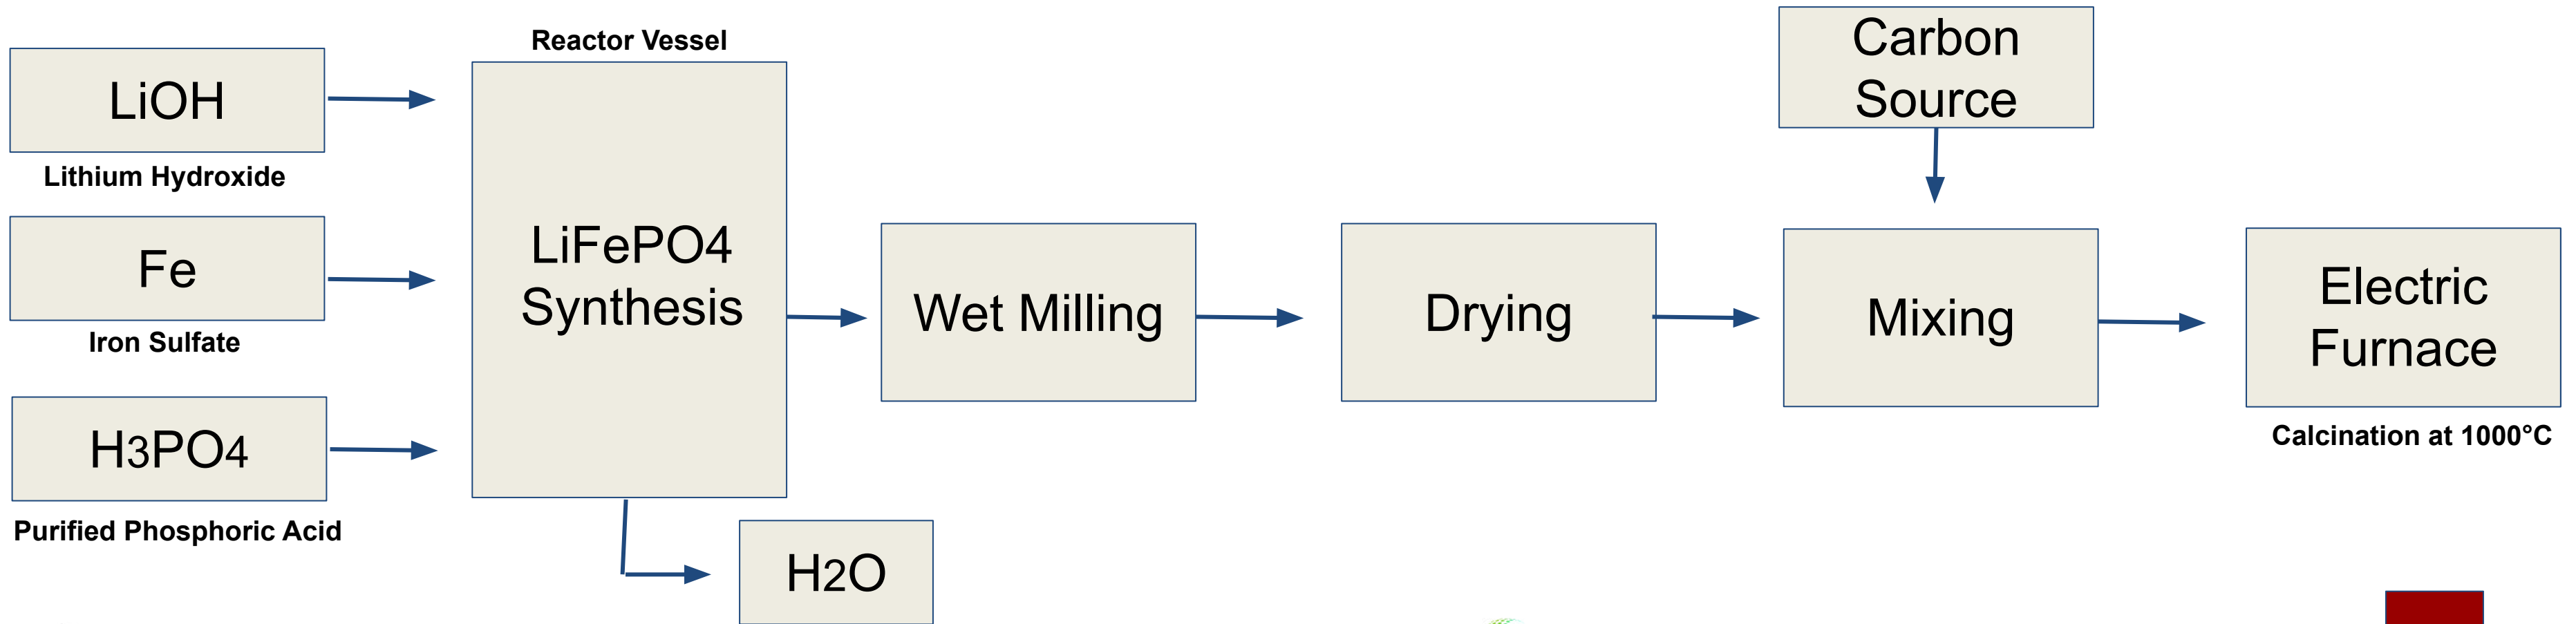 LiOH
Lithium Hydroxide
Fe
Iron Sulfate
H3PO4
Purified Phosphoric Acid
Reactor Vessel
LiFePO4
Synthesis
H2O
Wet Milling
Drying
Carbon
Source
Mixing
Electric
Furnace
Calcination at 1000°C